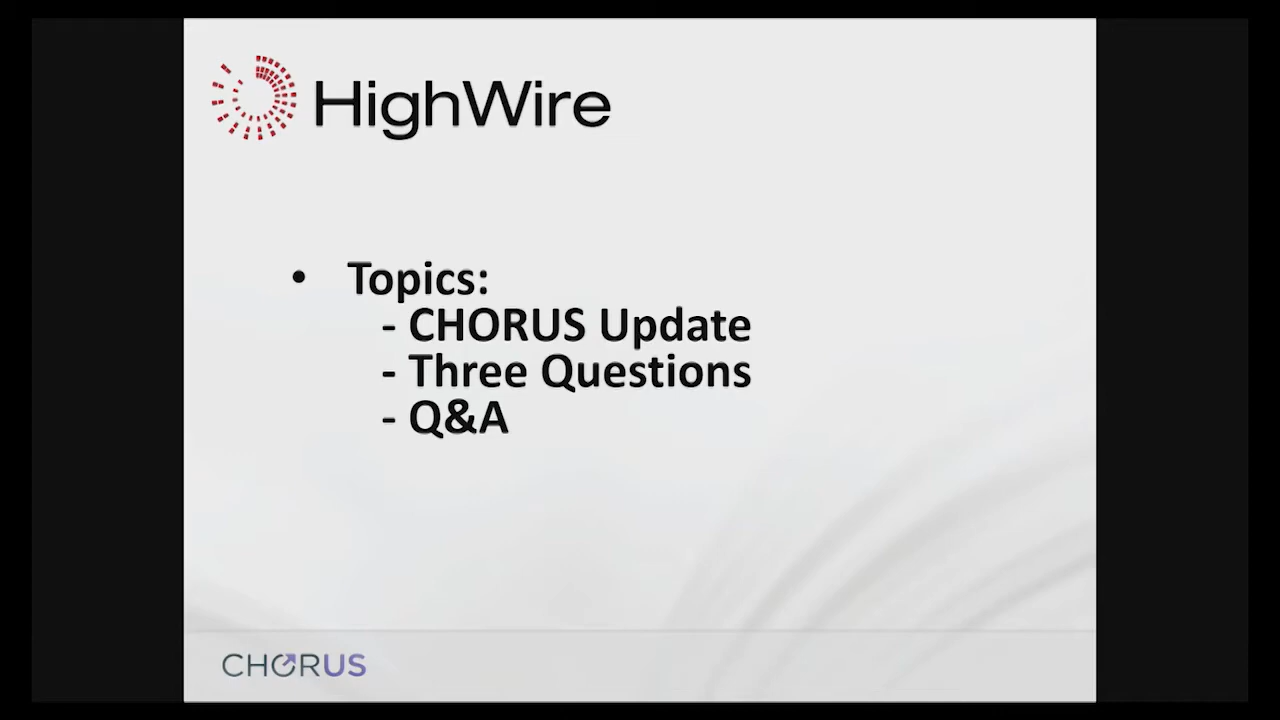 HighWire
• Topics:
- CHORUS Update
- Three Questions
- Q&A
CHORUS